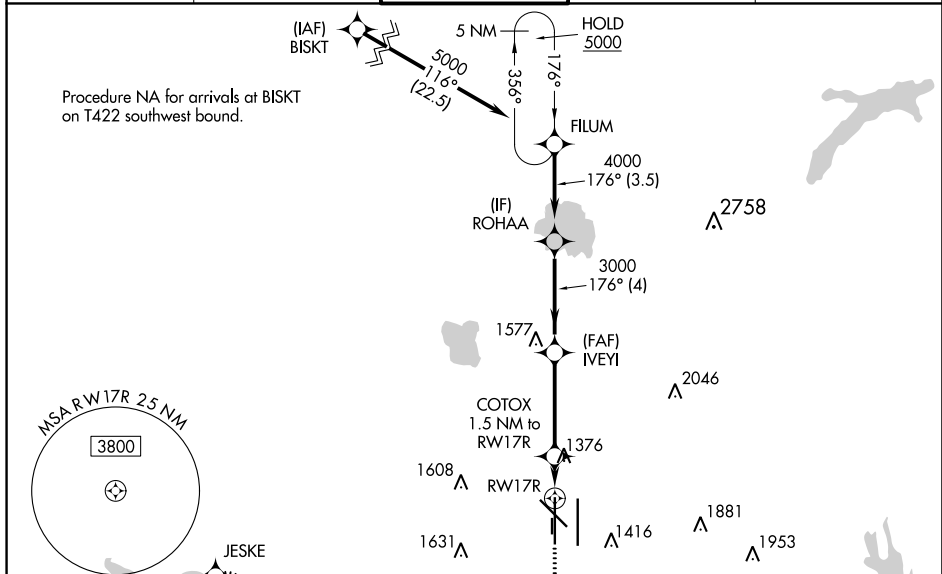 (IAF)
BISKT
5000
116°
(22.5)
5 NM
HOLD
5000
356°
176°
Procedure NA for arrivals at BISKT
on T422 southwest bound.
FILUM
4000
176° (3.5)
(IF)
ROHAA
2758
3000
176° (4)
1577
(FAF)
IVEYI
2046
MSA RW17R 25 NM
3800
COTOX
1.5 NM to
RW17R
1376
1608
RW17R
1881
1416
1631
1953
JESKE